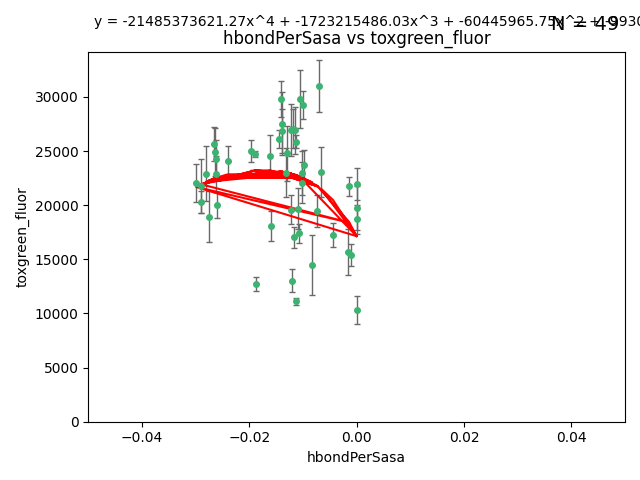 y = -21485373621.27x^4 + -1723215486.03x^3 + -60445965.75x^2 +
N = 49
hbondPerSasa vs toxgreen_fluor
30000
25000
20000
15000
10000
5000
0
toxgreen_fluor
-0.04 -0.02 0.00 0.02 0.04
hbondPerSasa